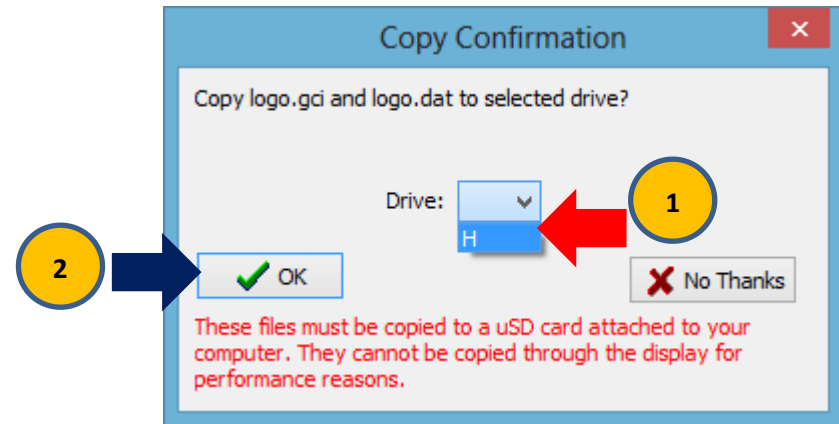 Copy Confirmation
Copy logo.gci and logo.dat to selected drive?
Drive:
1
H
2
OK
No Thanks
These files must be copied to a uSD card attached to your
computer. They cannot be copied through the display for
performance reasons.